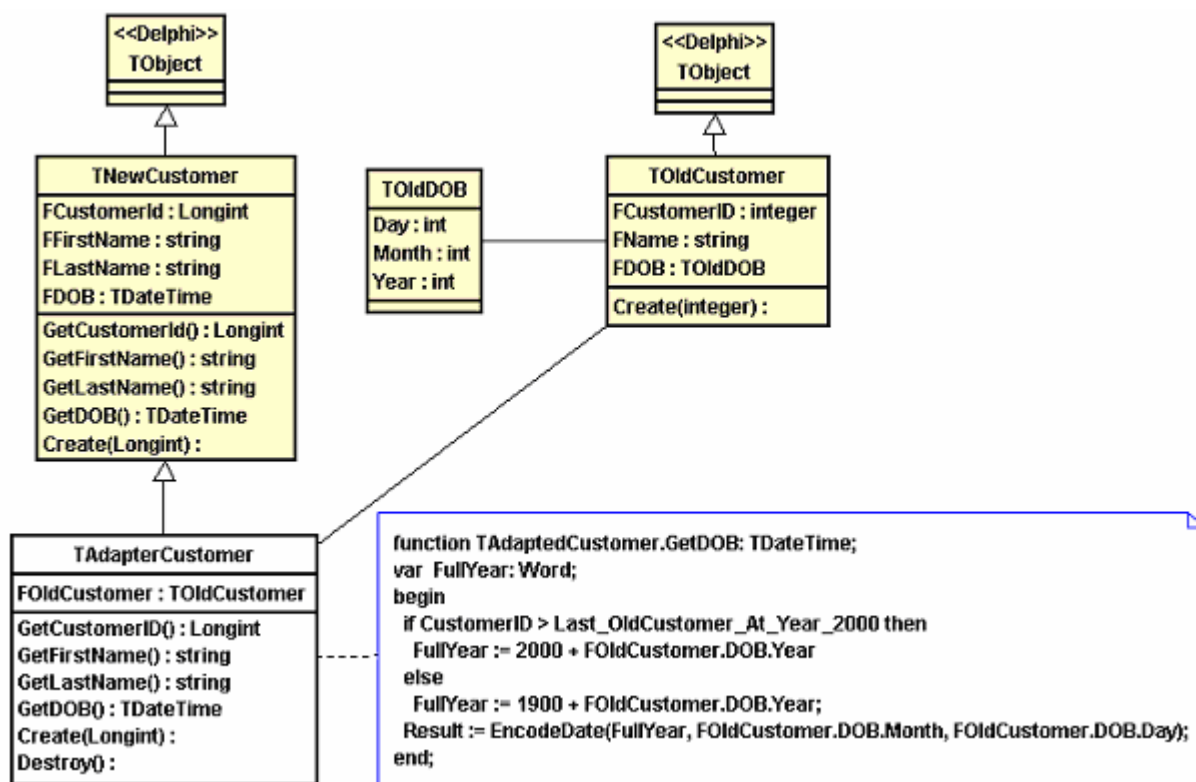 <<Delphi>>
TObject
<<Delphi>>
TObject
TNewCustomer
FCustomerId : Longint
FFirstName : string
FLastName : string
FDOB : TDateTime
GetCustomerId() : Longint
GetFirstName() : string
GetLastName() : string
GetDOB() : TDateTime
Create(Longint) :
TOldDOB
Day : int
Month : int
Year : int
TOldCustomer
FCustomerID : integer
FName : string
FDOB : TOldDOB
Create(integer) :
TAdapterCustomer
FOldCustomer : TOldCustomer
GetCustomerID() : Longint
GetFirstName() : string
GetLastName() : string
GetDOB() : TDateTime
Create(Longint) :
Destroy() :
function TAdaptedCustomer.GetDOB: TDateTime;
var FullYear: Word;
begin
if CustomerID > Last_OldCustomer_At_Year_2000 then
FullYear := 2000 + FOldCustomer.DOB.Year
else
FullYear := 1900 + FOldCustomer.DOB.Year;
Result := EncodeDate(FullYear, FOldCustomer.DOB.Month, FOldCustomer.DOB.Day);
end;